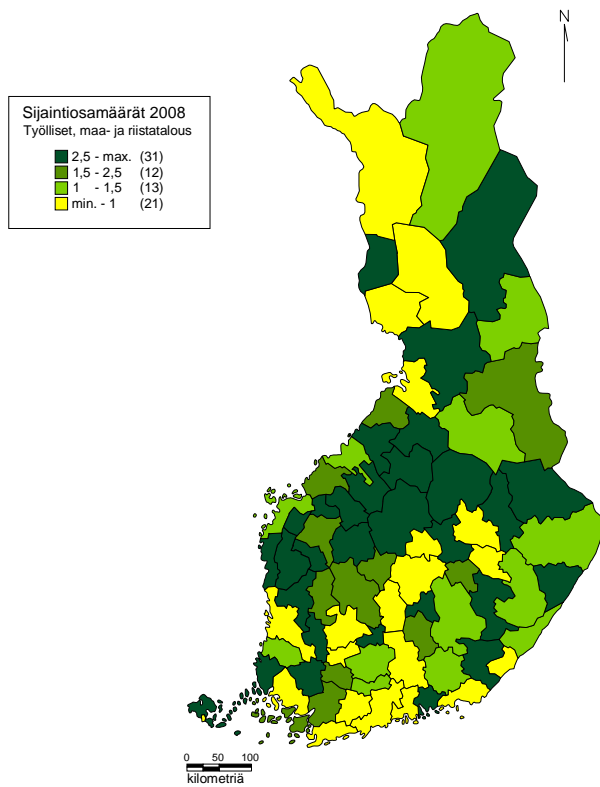 N
Sijaintiosamäärät 2008
Työlliset, maa- ja riistatalous
2,5 - max. (31)
1,5 - 2,5 (12)
1 - 1,5 (13)
min. - 1 (21)
0 50 100
kilometriä